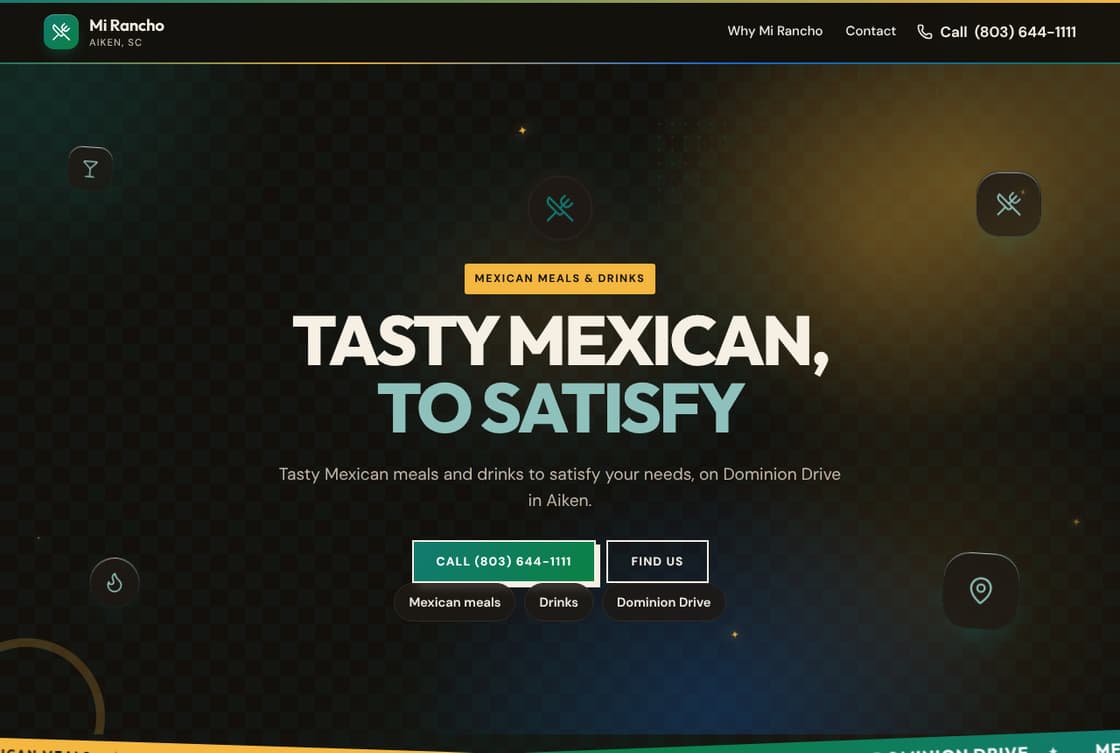 Mi Rancho
AIKEN, SC
Why Mi Rancho
Contact
Call (803) 644-1111
MEXICAN MEALS & DRINKS
TASTY MEXICAN,
TO SATISFY
Tasty Mexican meals and drinks to satisfy your needs, on Dominion Drive
in Aiken.
CALL (803) 644-1111
FIND US
Mexican meals
Drinks
Dominion Drive
DRIVE